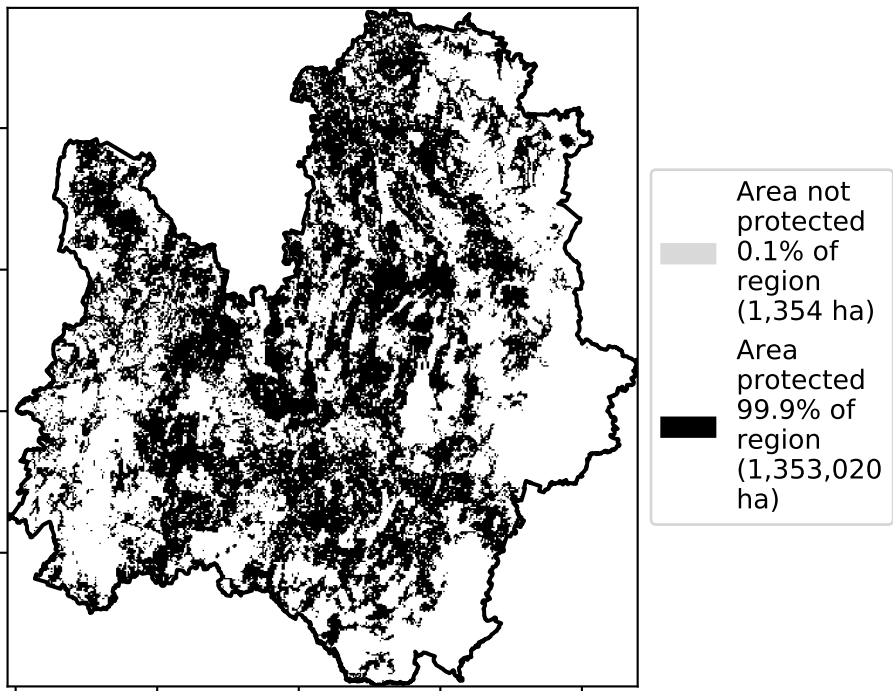 Area not
protected
0.1% of
region
(1,354 ha)
Area
protected
99.9% of
region
(1,353,020
ha)